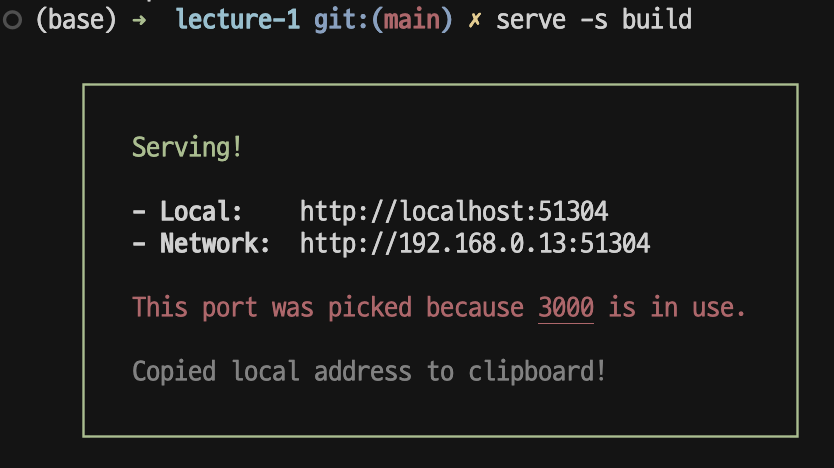 (base) ➜ lecture-1 git:(main) ✗ serve -s build
Serving!
- Local: http://localhost:51304
- Network: http://192.168.0.13:51304
This port was picked because 3000 is in use.
Copied local address to clipboard!